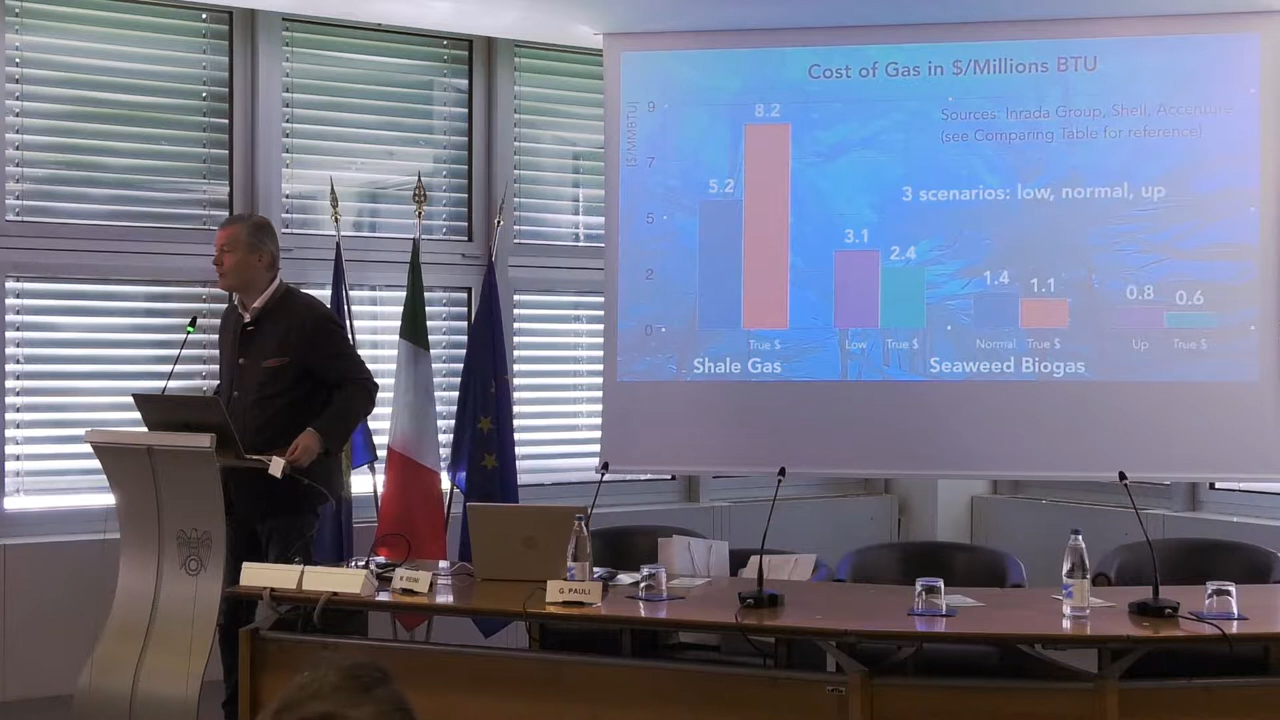 Cost of Gas in $/Millions BTU
[$/MMBTU]
9
7
5
2
0
Sources: Inrada Group, Shell, Accenture
(see Comparing Table for reference)
3 scenarios: low, normal, up
5.2
8.2
3.1
2.4
1.4
1.1
0.8
0.6
True $
Low
True $
Normal
True $
Up
True $
Shale Gas
Seaweed Biogas
M. REINI
G. PAULI